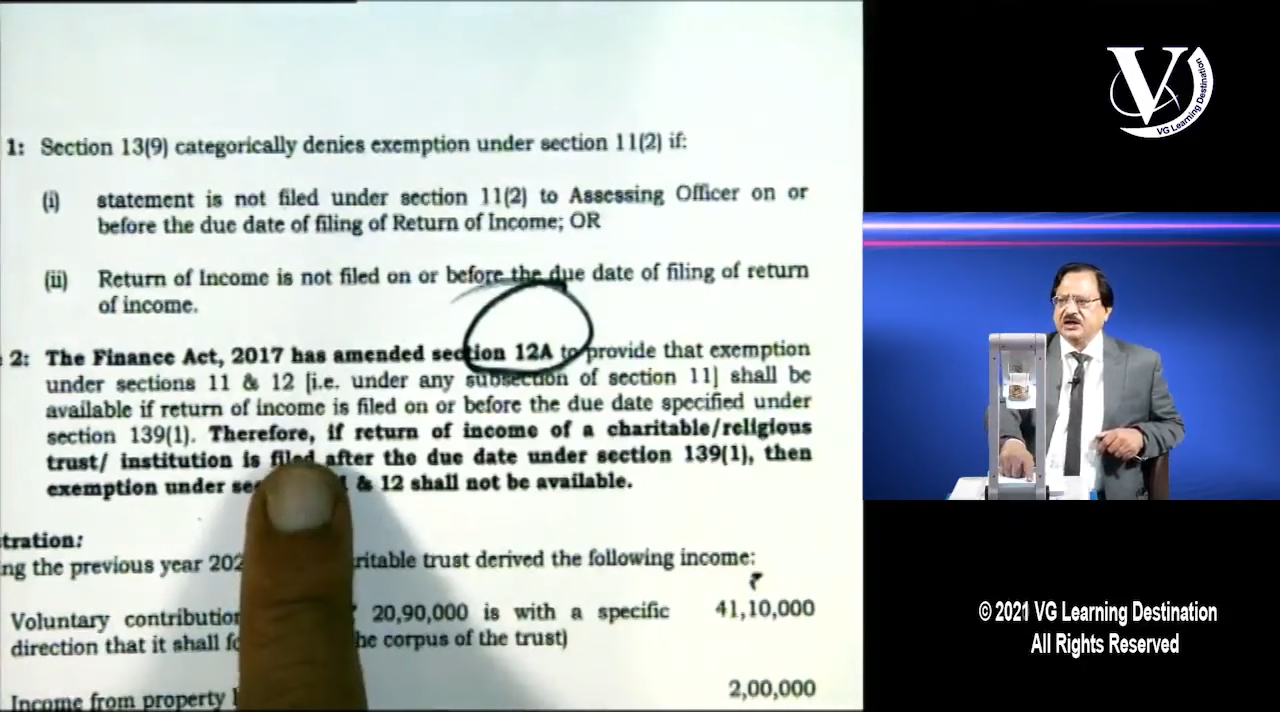 1: Section 13(9) categorically denies exemption under section 11(2) if:
(i) statement is not filed under section 11(2) to Assessing Officer on or
before the due date of filing of Return of Income; OR
(ii) Return of Income is not filed on or before the due date of filing of return
of income.
2: The Finance Act, 2017 has amended section 12A to provide that exemption
under sections 11 & 12 [i.e. under any subsection of section 11] shall be
available if return of income is filed on or before the due date specified under
section 139(1). Therefore, if return of income of a charitable/religious
trust/ institution is filed after the due date under section 139(1), then
exemption under & 12 shall not be available.
tration:
ng the previous year derived the following income:
₹
Voluntary 20,90,000 is with a specific 41,10,000
direction that it shall corpus of the trust)
Income from property 2,00,000
V
VG Learning Destination
© 2021 VG Learning Destination
All Rights Reserved